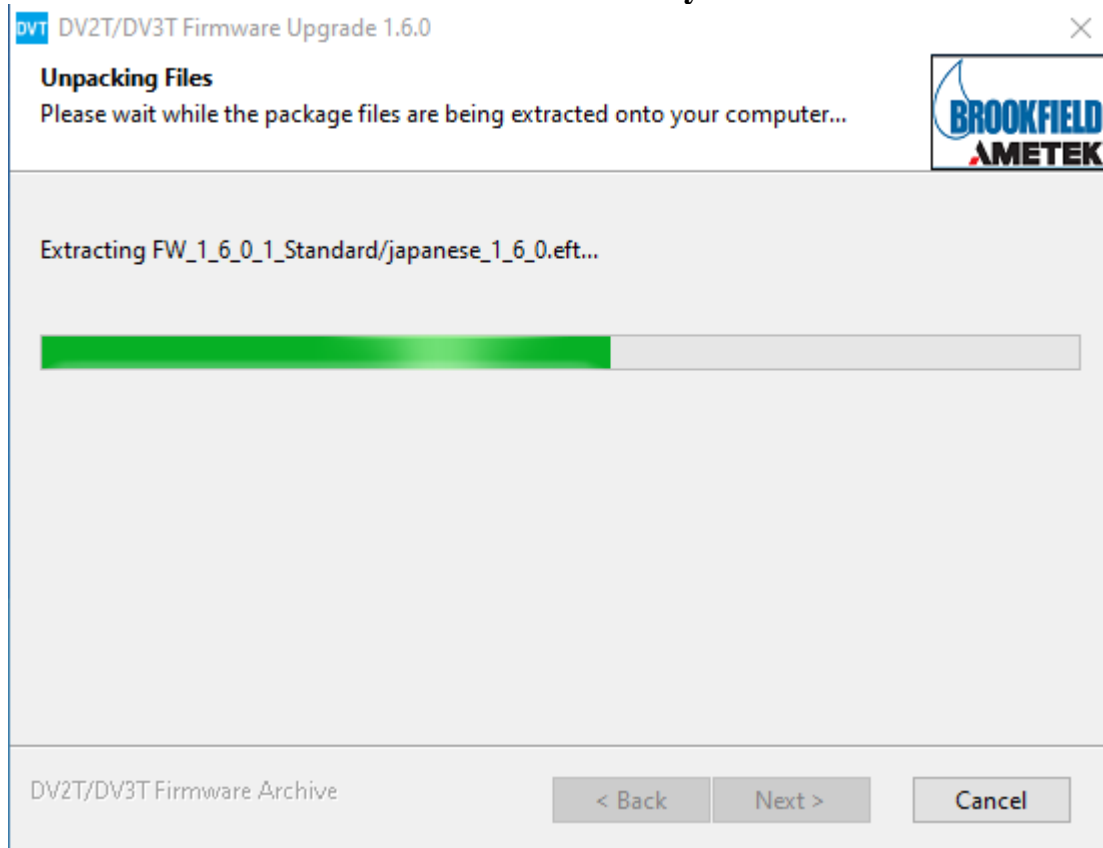 DVT DV2T/DV3T Firmware Upgrade 1.6.0
Unpacking Files
Please wait while the package files are being extracted onto your computer...
BROOKFIELD
AMETEK
Extracting FW_1_6_0_1_Standard/japanese_1_6_0.eft...
DV2T/DV3T Firmware Archive
< Back
Next >
Cancel